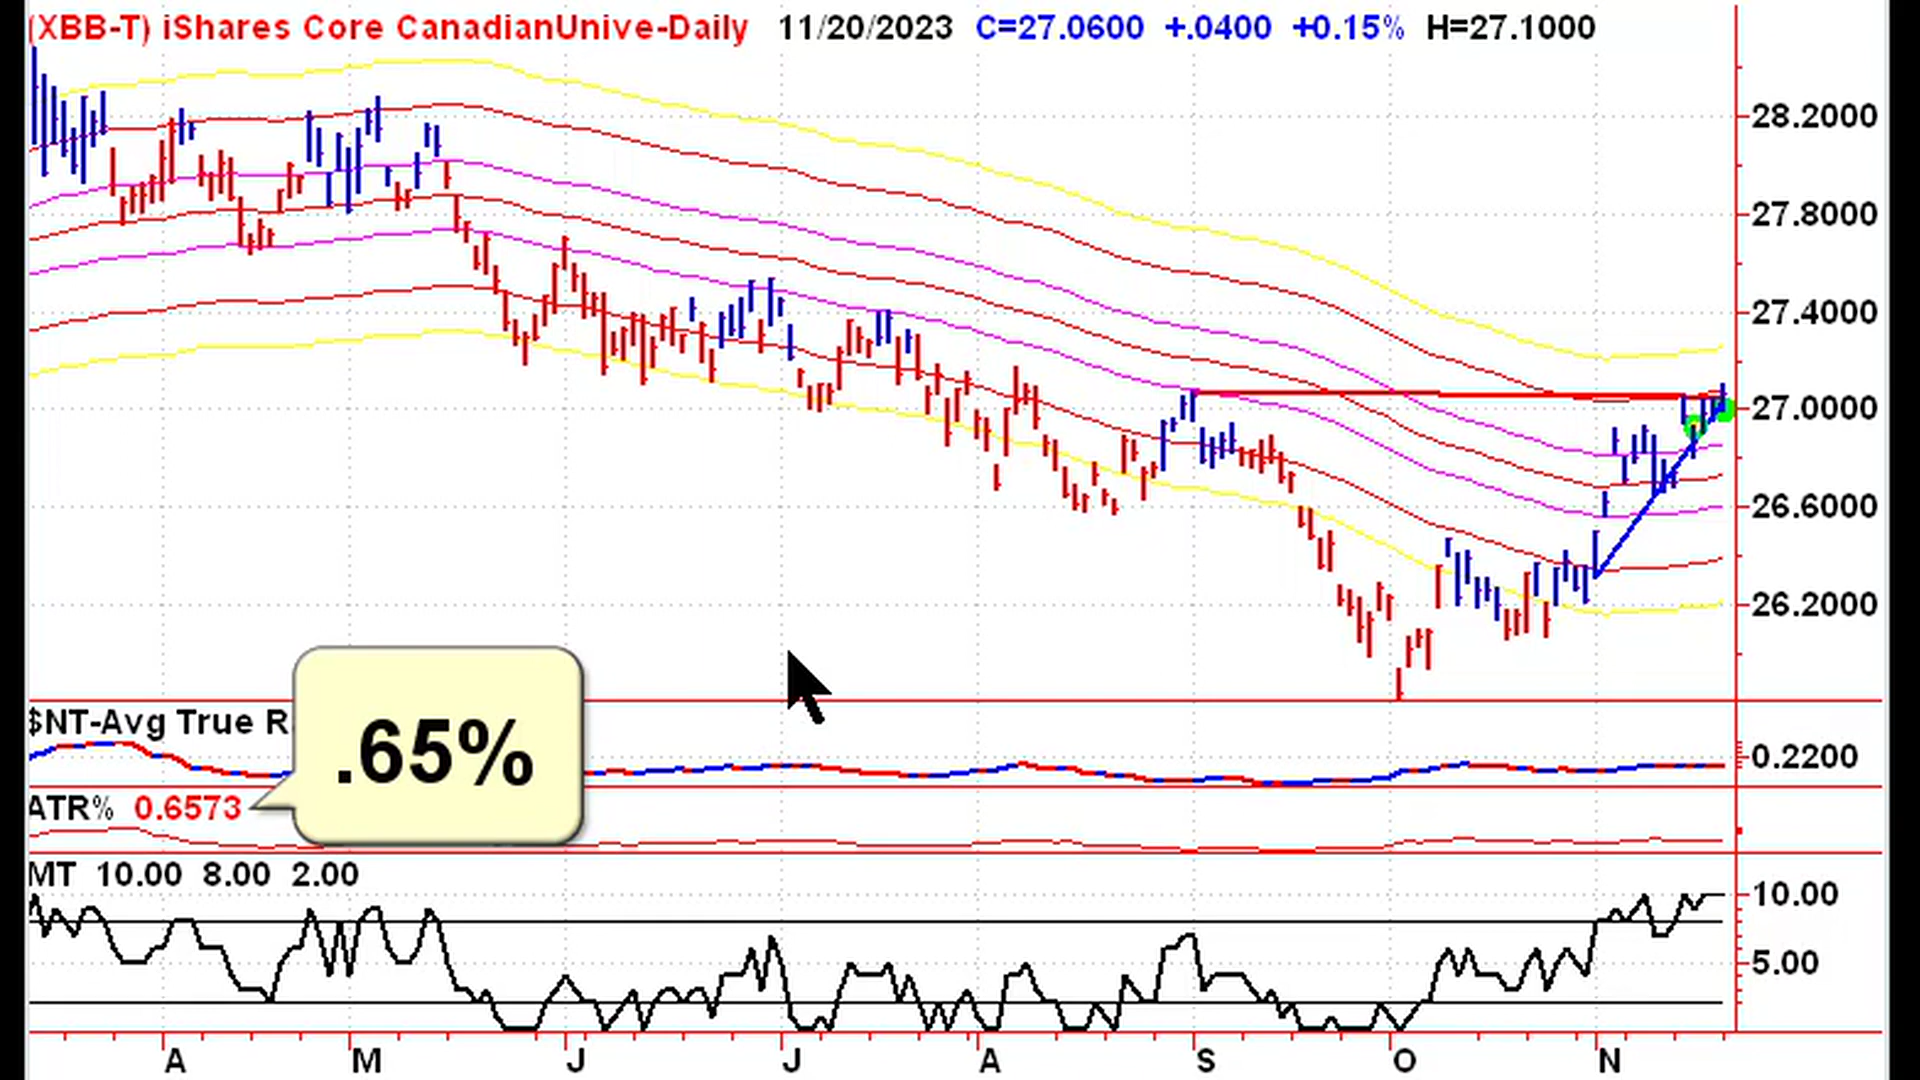 (XBB-T) iShares Core CanadianUnive-Daily 11/20/2023 C=27.0600 +.0400 +0.15% H=27.1000
28.2000
27.8000
27.4000
27.0000
26.6000
26.2000
$NT-Avg True R
.65%
0.2200
ATR% 0.6573
MT 10.00 8.00 2.00
10.00
5.00
A M J J A S O N